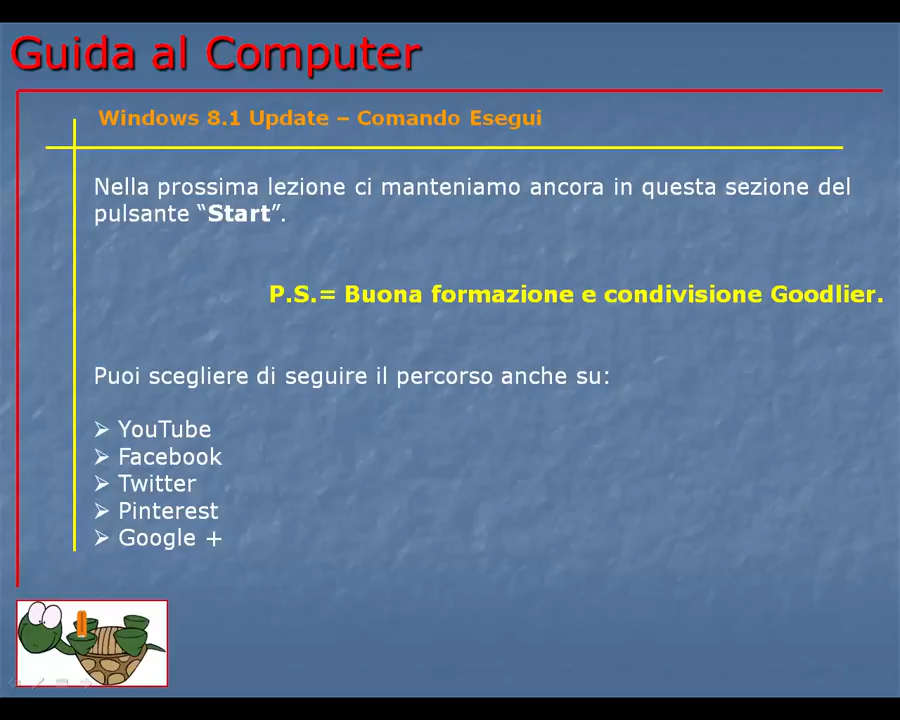 Guida al Computer
Windows 8.1 Update – Comando Esegui
Nella prossima lezione ci manteniamo ancora in questa sezione del
pulsante “Start”.
P.S.= Buona formazione e condivisione Goodlier.
Puoi scegliere di seguire il percorso anche su:
➢ YouTube
➢ Facebook
➢ Twitter
➢ Pinterest
➢ Google +